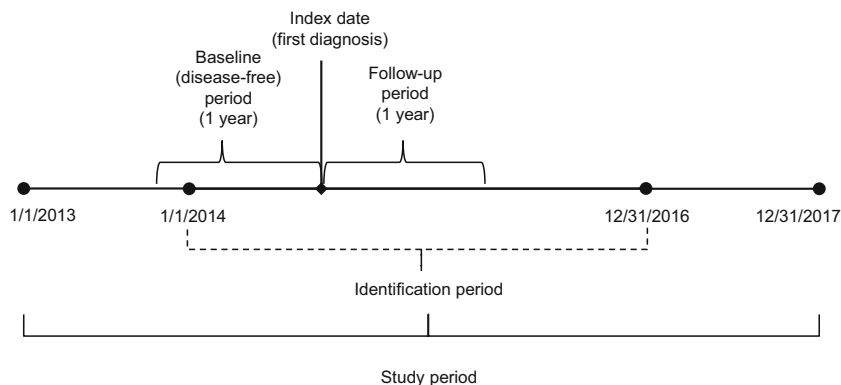 Index date
(first diagnosis)
Baseline
(disease-free)
period
(1 year)
Follow-up
period
(1 year)
1/1/2013
1/1/2014
12/31/2016
12/31/2017
Identification period
Study period